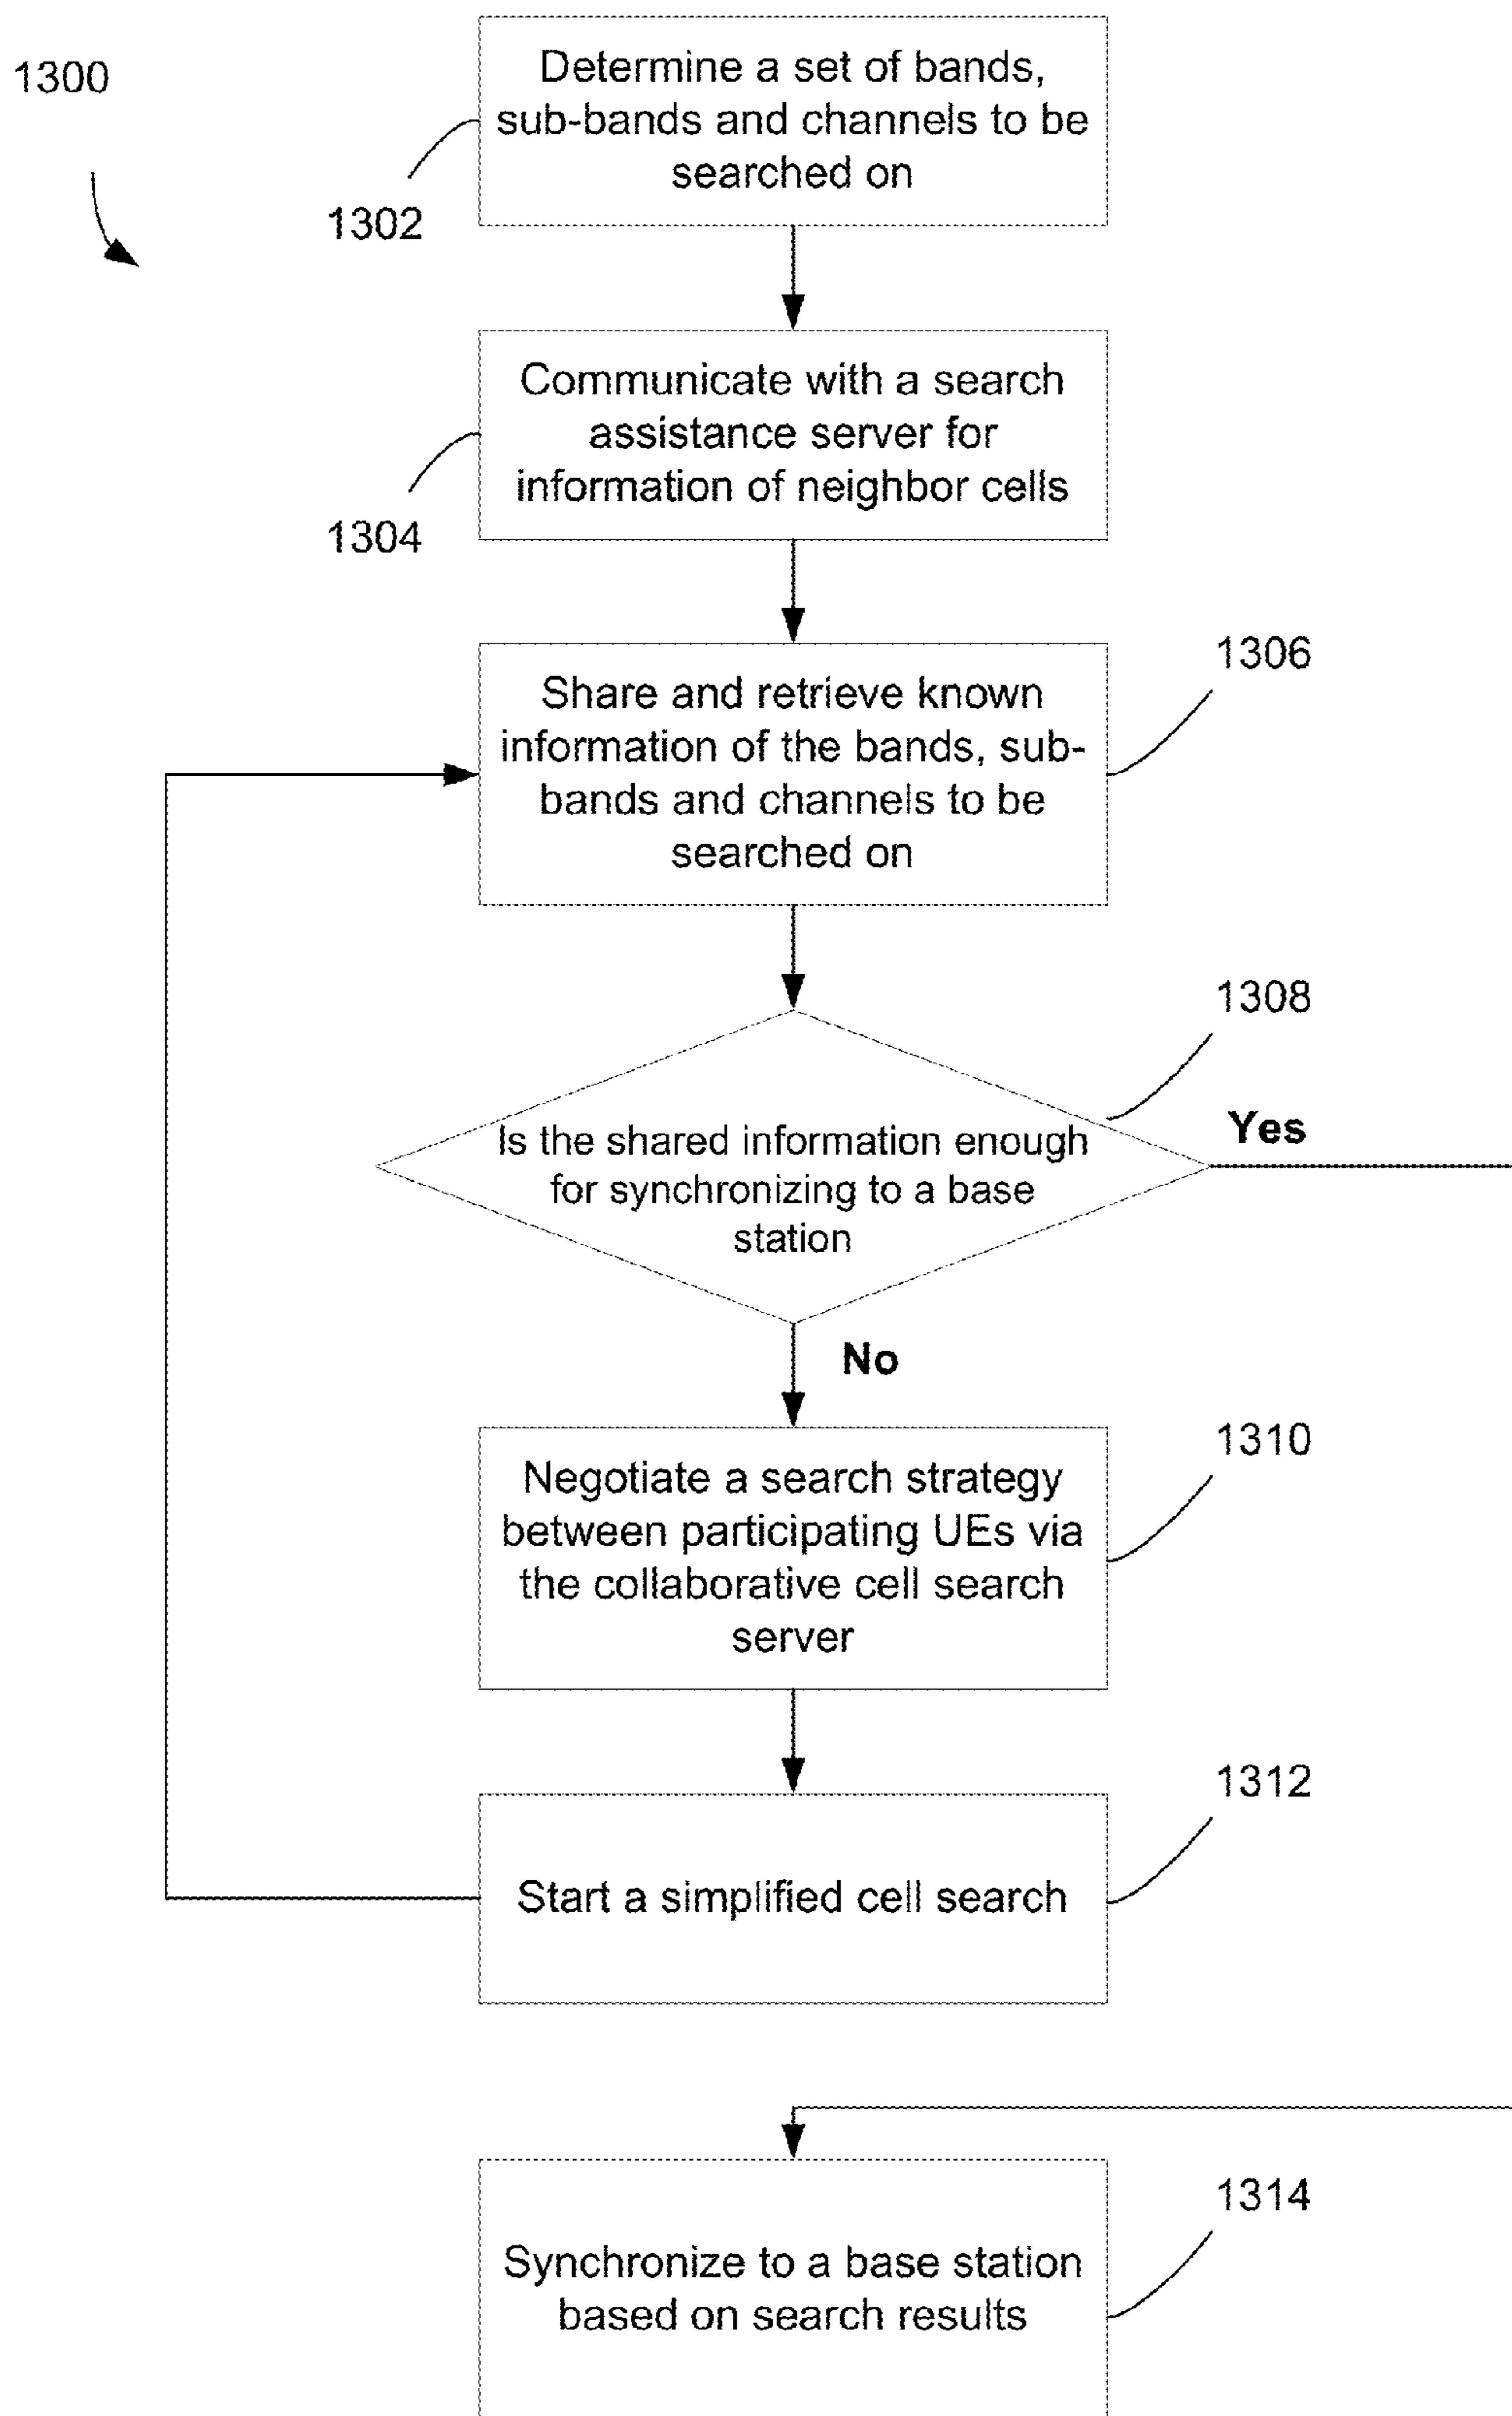 1300
Determine a set of bands,
sub-bands and channels to be
searched on
1302
Communicate with a search
assistance server for
information of neighbor cells
1304
Share and retrieve known
information of the bands, sub-
bands and channels to be
searched on
1306
Is the shared information enough
for synchronizing to a base
station
1308
Yes
No
Negotiate a search strategy
between participating UEs via
the collaborative cell search
server
1310
Start a simplified cell search
1312
Synchronize to a base station
based on search results
1314